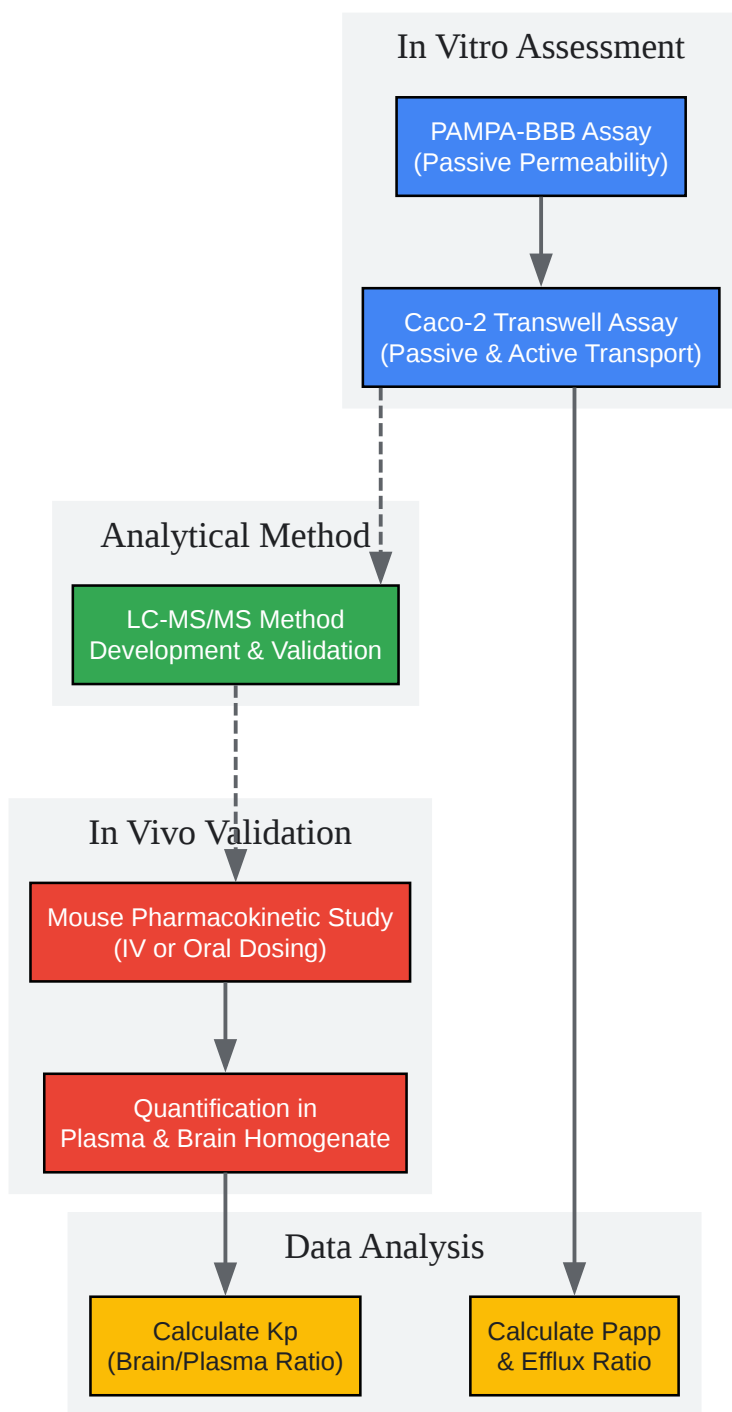 In Vitro Assessment
PAMPA-BBB Assay
(Passive Permeability)
Caco-2 Transwell Assay
(Passive & Active Transport)
Analytical Method
LC-MS/MS Method
Development & Validation
In Vivo Validation
Mouse Pharmacokinetic Study
(IV or Oral Dosing)
Quantification in
Plasma & Brain Homogenate
Data Analysis
Calculate Kp
(Brain/Plasma Ratio)
Calculate Papp
& Efflux Ratio